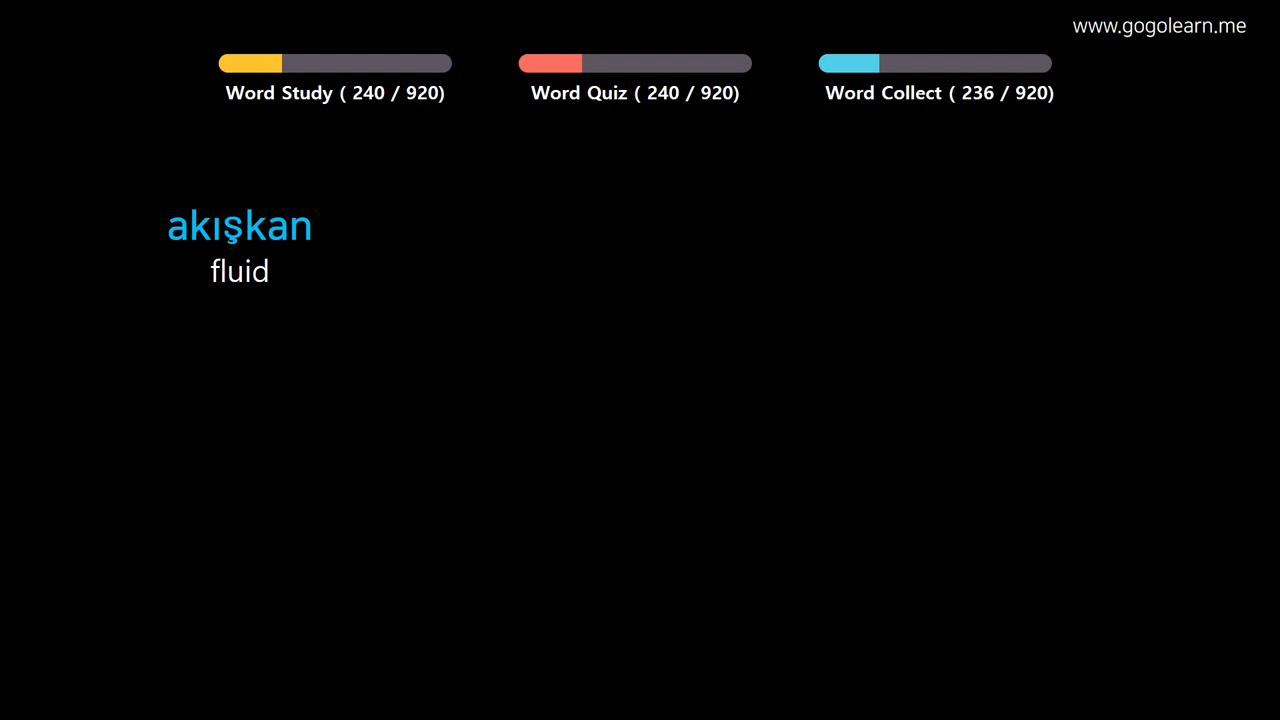 www.gogolearn.me
Word Study ( 240 / 920)
Word Quiz ( 240 / 920)
Word Collect ( 236 / 920)
akışkan
fluid